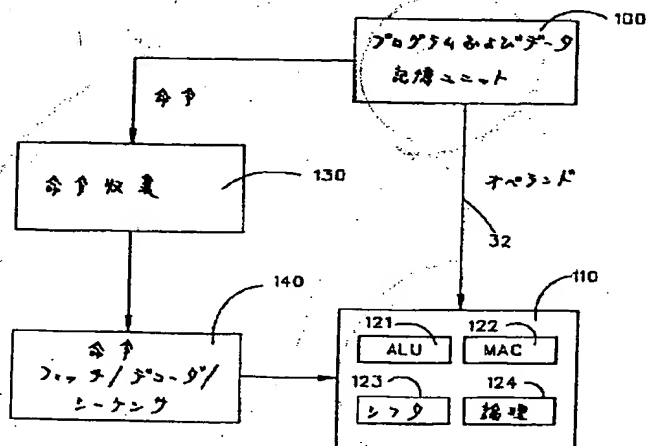 100
プログラムおよびデータ
記憶ユニット
命令
命令収集
130
オペランド
32
140
110
命令
フェッチ/デコーダ/
シーケンサ
121
122
ALU
MAC
123
124
シフタ
論理